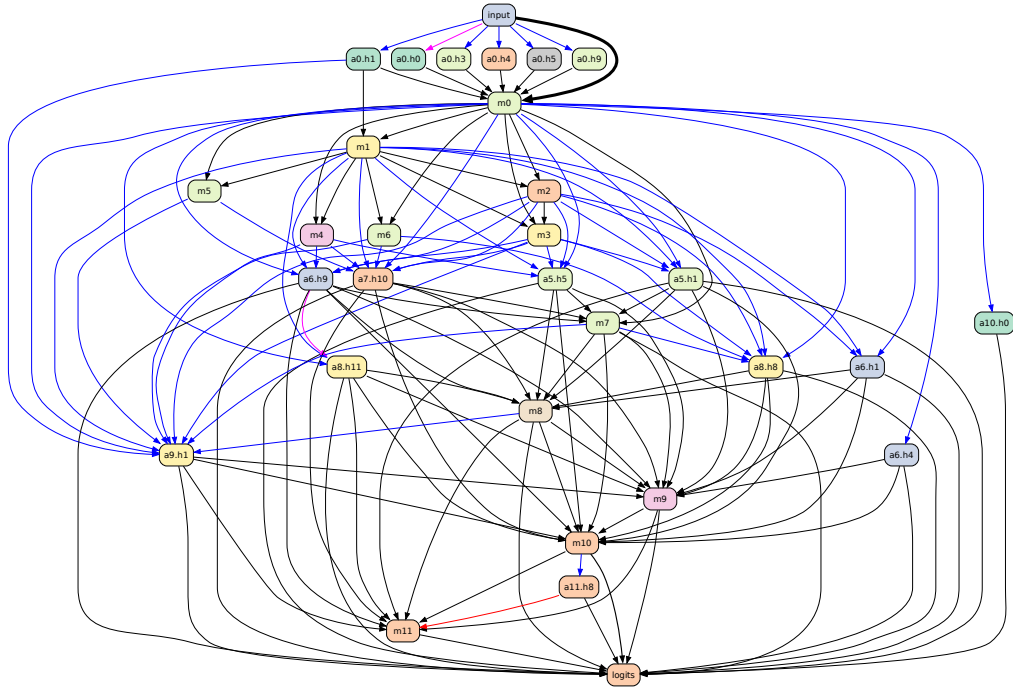 input
a0.h1 a0.h0 a0.h3 a0.h4 a0.h5 a0.h9
m0
m1
m5 m2
m4 m6 m3
a6.h9 a7.h10 a5.h5 a5.h1
m7 a10.h0
a8.h11 a8.h8 a6.h1
m8
a9.h1 a6.h4
m9
m10
a11.h8
m11
logits